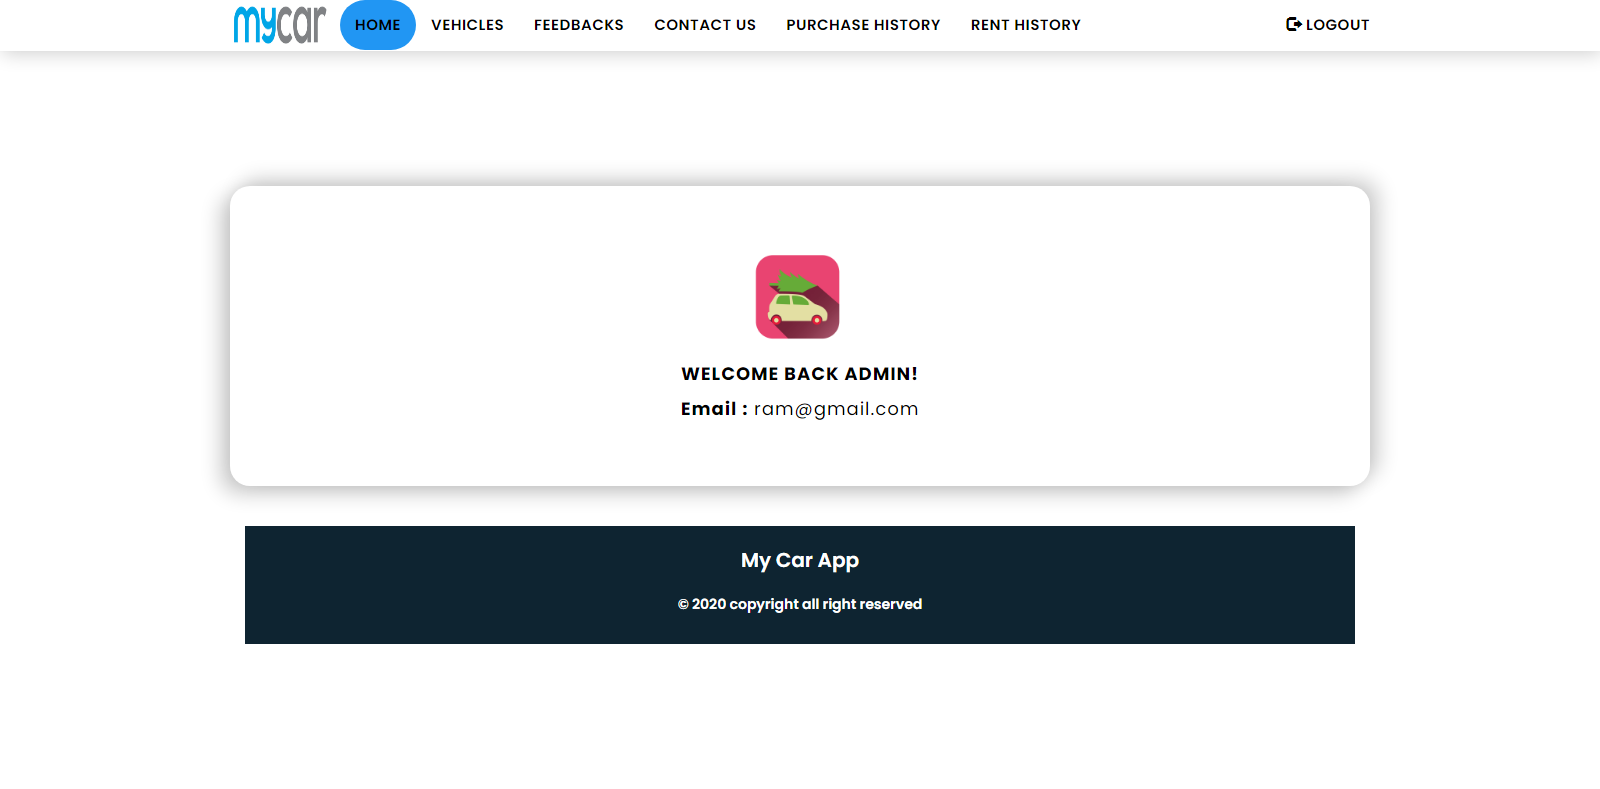 mycar HOME VEHICLES FEEDBACKS CONTACT US PURCHASE HISTORY RENT HISTORY LOGOUT
WELCOME BACK ADMIN!
Email : ram@gmail.com
My Car App
© 2020 copyright all right reserved